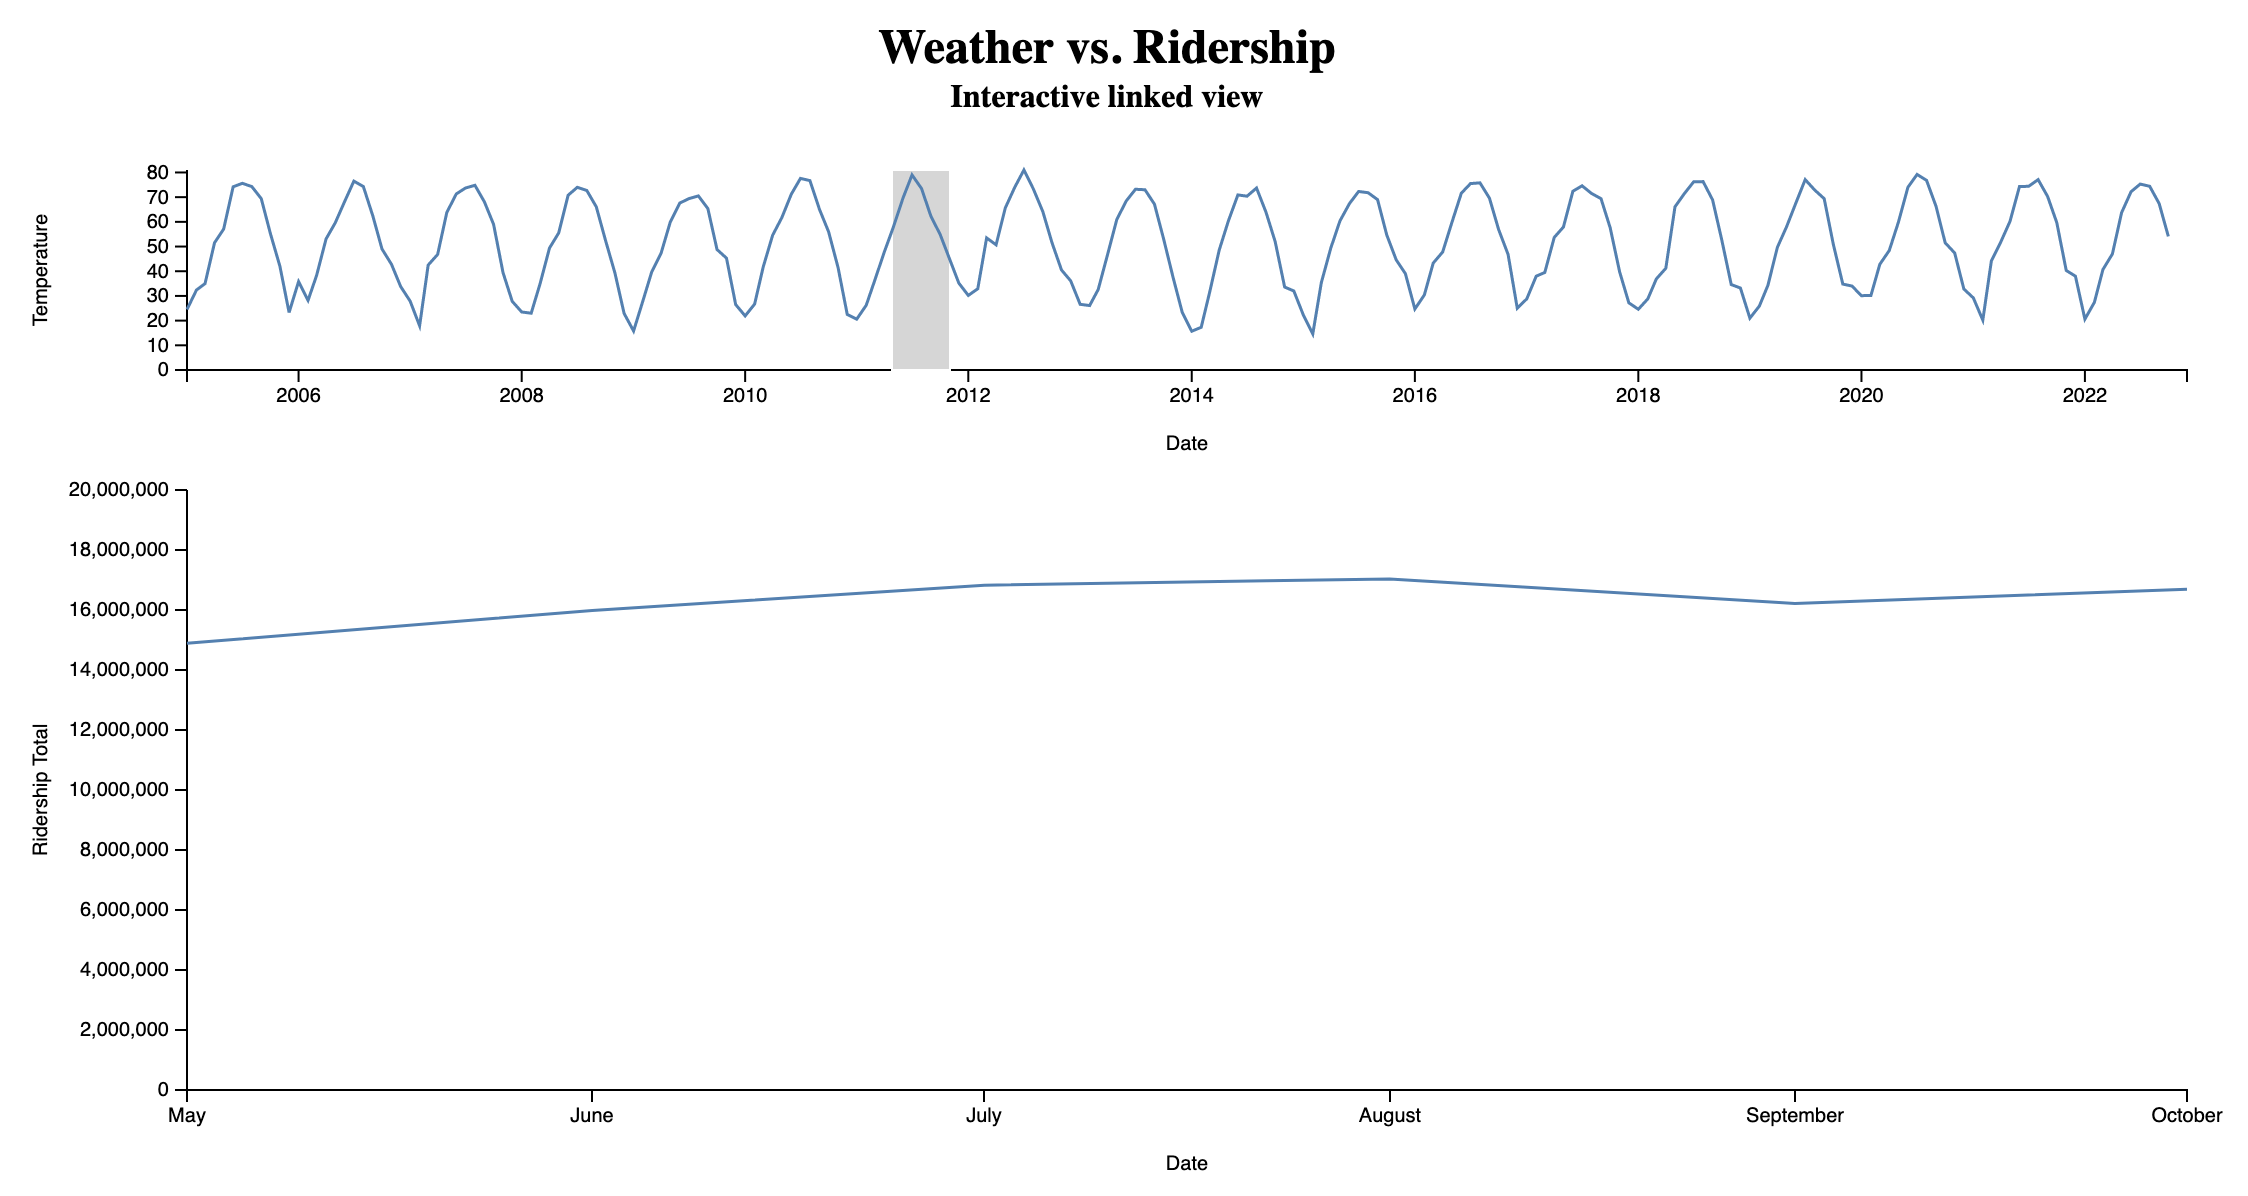 Weather vs. Ridership
Interactive linked view
Temperature
80
70
60
50
40
30
20
10
0
2006 2008 2010 2012 2014 2016 2018 2020 2022
Date
Ridership Total
20,000,000
18,000,000
16,000,000
14,000,000
12,000,000
10,000,000
8,000,000
6,000,000
4,000,000
2,000,000
0
May June July August September October
Date